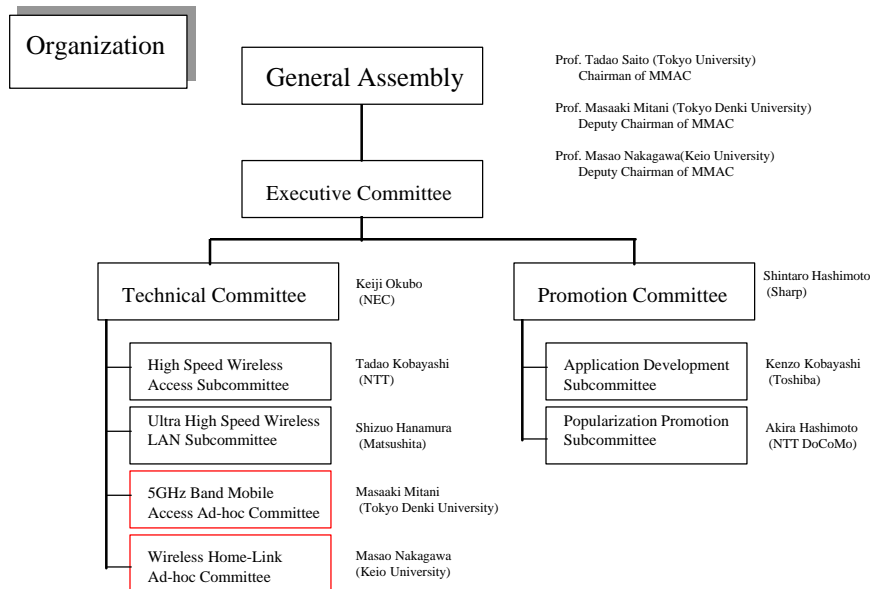 Organization
General Assembly
Prof. Tadao Saito (Tokyo University)
Chairman of MMAC
Prof. Masaaki Mitani (Tokyo Denki University)
Deputy Chairman of MMAC
Prof. Masao Nakagawa(Keio University)
Deputy Chairman of MMAC
Executive Committee
Technical Committee
Keiji Okubo
(NEC)
Promotion Committee
Shintaro Hashimoto
(Sharp)
High Speed Wireless
Access Subcommittee
Tadao Kobayashi
(NTT)
Application Development
Subcommittee
Kenzo Kobayashi
(Toshiba)
Ultra High Speed Wireless
LAN Subcommittee
Shizuo Hanamura
(Matsushita)
Popularization Promotion
Subcommittee
Akira Hashimoto
(NTT DoCoMo)
5GHz Band Mobile
Access Ad-hoc Committee
Masaaki Mitani
(Tokyo Denki University)
Wireless Home-Link
Ad-hoc Committee
Masao Nakagawa
(Keio University)